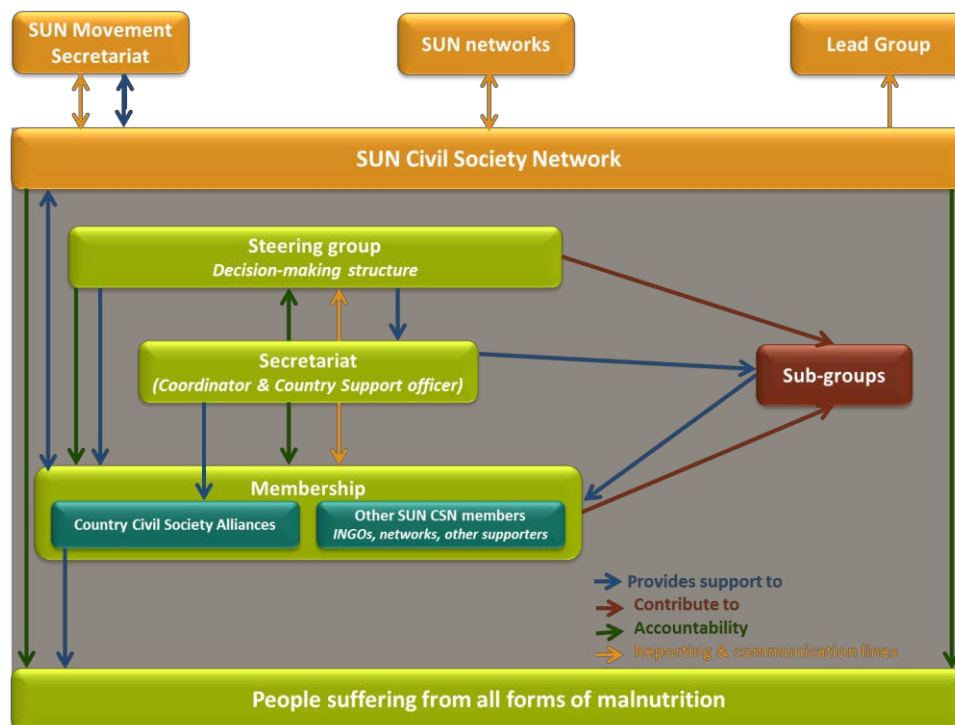 SUN Movement
Secretariat
SUN networks
Lead Group
SUN Civil Society Network
Steering group
Decision-making structure
Secretariat
(Coordinator & Country Support officer)
Sub-groups
Membership
Country Civil Society Alliances
Other SUN CSN members
INGOs, networks, other supporters
Provides support to
Contribute to
Accountability
Reporting & communication lines
People suffering from all forms of malnutrition